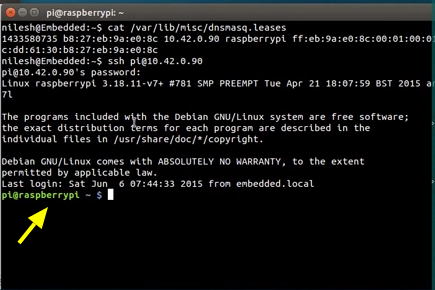 pi@raspberrypi: ~
nilesh@Embedded:~$ cat /var/lib/misc/dnsmasq.leases
1433580735 b8:27:eb:9a:e0:8c 10.42.0.90 raspberrypi ff:eb:9a:e0:8c:00:01:00:01
c:dd:61:30:b8:27:eb:9a:e0:8c
nilesh@Embedded:~$ ssh pi@10.42.0.90
pi@10.42.0.90's password:
Linux raspberrypi 3.18.11-v7+ #781 SMP PREEMPT Tue Apr 21 18:07:59 BST 2015 ar
7l
The programs included with the Debian GNU/Linux system are free software;
the exact distribution terms for each program are described in the
individual files in /usr/share/doc/*/copyright.
Debian GNU/Linux comes with ABSOLUTELY NO WARRANTY, to the extent
permitted by applicable law.
Last login: Sat Jun  6 07:44:33 2015 from embedded.local
pi@raspberrypi ~ $